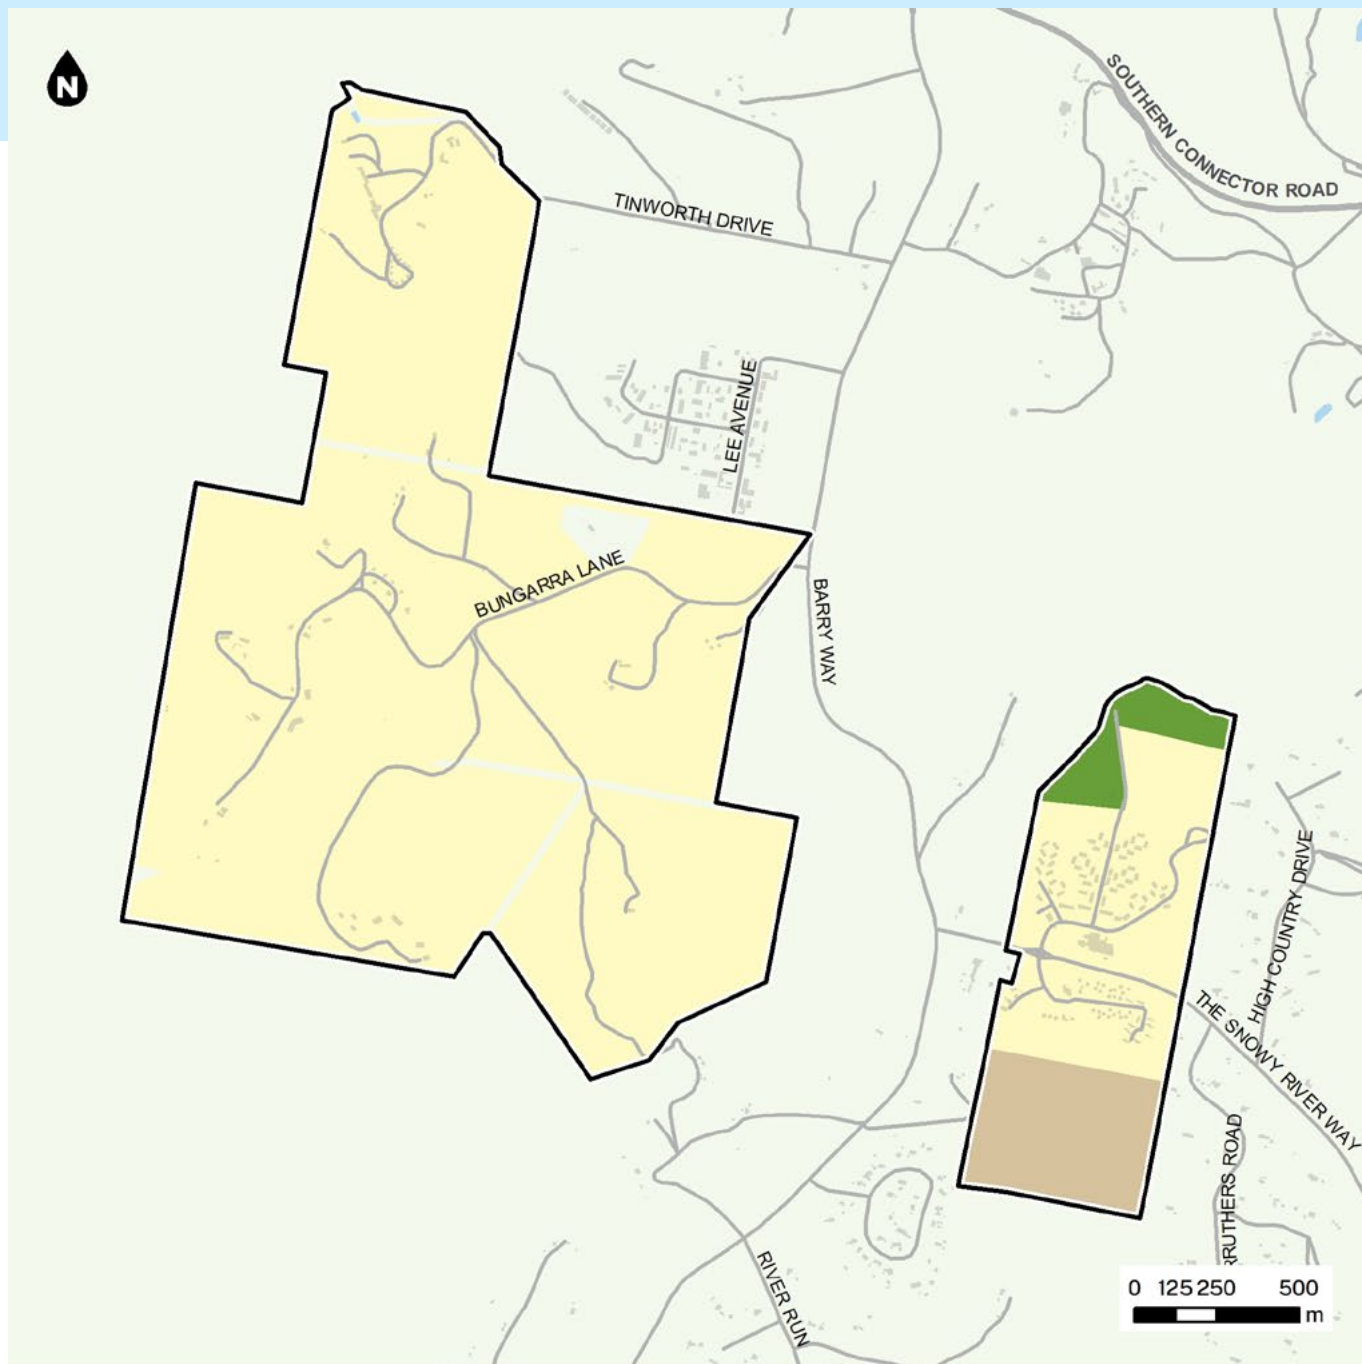 N
SOUTHERN CONNECTOR ROAD
TINWORTH DRIVE
LEE AVENUE
BUNGARRA LANE
BARRY WAY
HIGH COUNTRY DRIVE
THE SNOWY RIVER WAY
RRUTHERS ROAD
RIVER RUN
0 125 250 500
m